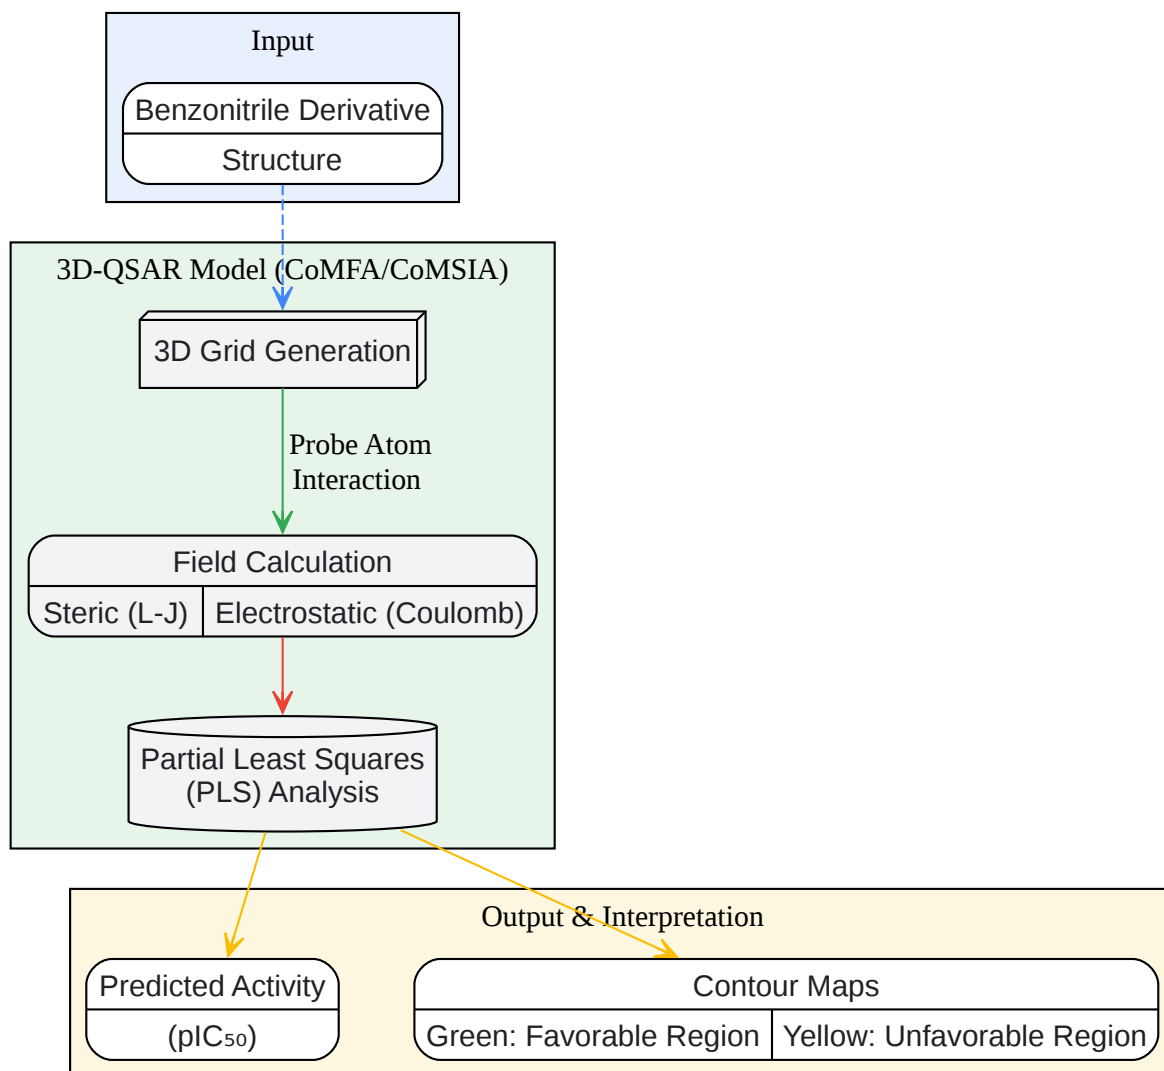 Input
Benzonitrile Derivative
Structure
3D-QSAR Model (CoMFA/CoMSIA)
3D Grid Generation
Probe Atom
Interaction
Field Calculation
Steric (L-J)
Electrostatic (Coulomb)
Partial Least Squares
(PLS) Analysis
Output & Interpretation
Predicted Activity
(pIC₅₀)
Contour Maps
Green: Favorable Region
Yellow: Unfavorable Region